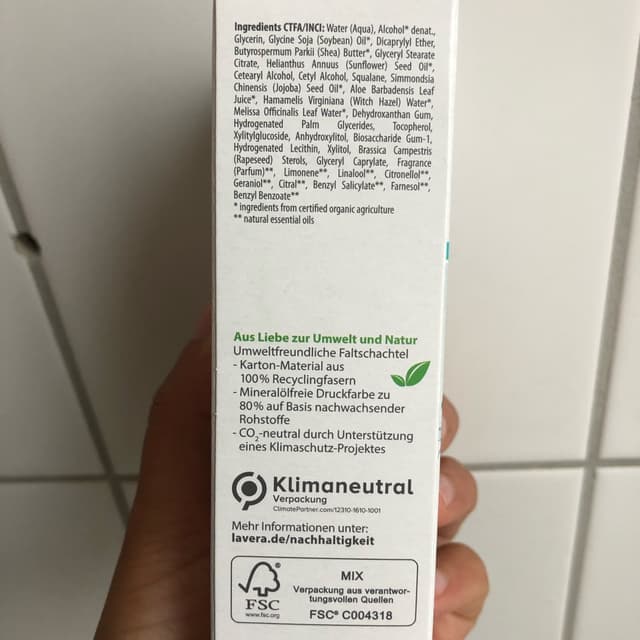 Ingredients CTFA/INCI: Water (Aqua), Alcohol* denat.,
Glycerin, Glycine Soja (Soybean) Oil*, Dicaprylyl Ether,
Butyrospermum Parkii (Shea) Butter*, Glyceryl Stearate
Citrate, Helianthus Annuus (Sunflower) Seed Oil*,
Cetearyl Alcohol, Cetyl Alcohol, Squalane, Simmondsia
Chinensis (Jojoba) Seed Oil*, Aloe Barbadensis Leaf
Juice*, Hamamelis Virginiana (Witch Hazel) Water*,
Melissa Officinalis Leaf Water*, Dehydroxanthan Gum,
Hydrogenated Palm Glycerides, Tocopherol,
Xylitylglucoside, Anhydroxylitol, Biosaccharide Gum-1,
Hydrogenated Lecithin, Xylitol, Brassica Campestris
(Rapeseed) Sterols, Glyceryl Caprylate, Fragrance
(Parfum)**, Limonene**, Linalool**, Citronellol**,
Geraniol**, Citral**, Benzyl Salicylate**, Farnesol**,
Benzyl Benzoate**
* ingredients from certified organic agriculture
** natural essential oils
Aus Liebe zur Umwelt und Natur
Umweltfreundliche Faltschachtel
- Karton-Material aus
100% Recyclingfasern
- Mineralölfreie Druckfarbe zu
80% auf Basis nachwachsender
Rohstoffe
- CO₂-neutral durch Unterstützung
eines Klimaschutz-Projektes
Klimaneutral
Verpackung
ClimatePartner.com/12310-1610-1001
Mehr Informationen unter:
lavera.de/nachhaltigkeit
FSC
www.fsc.org
MIX
Verpackung aus verantwor-
tungsvollen Quellen
FSC® C004318